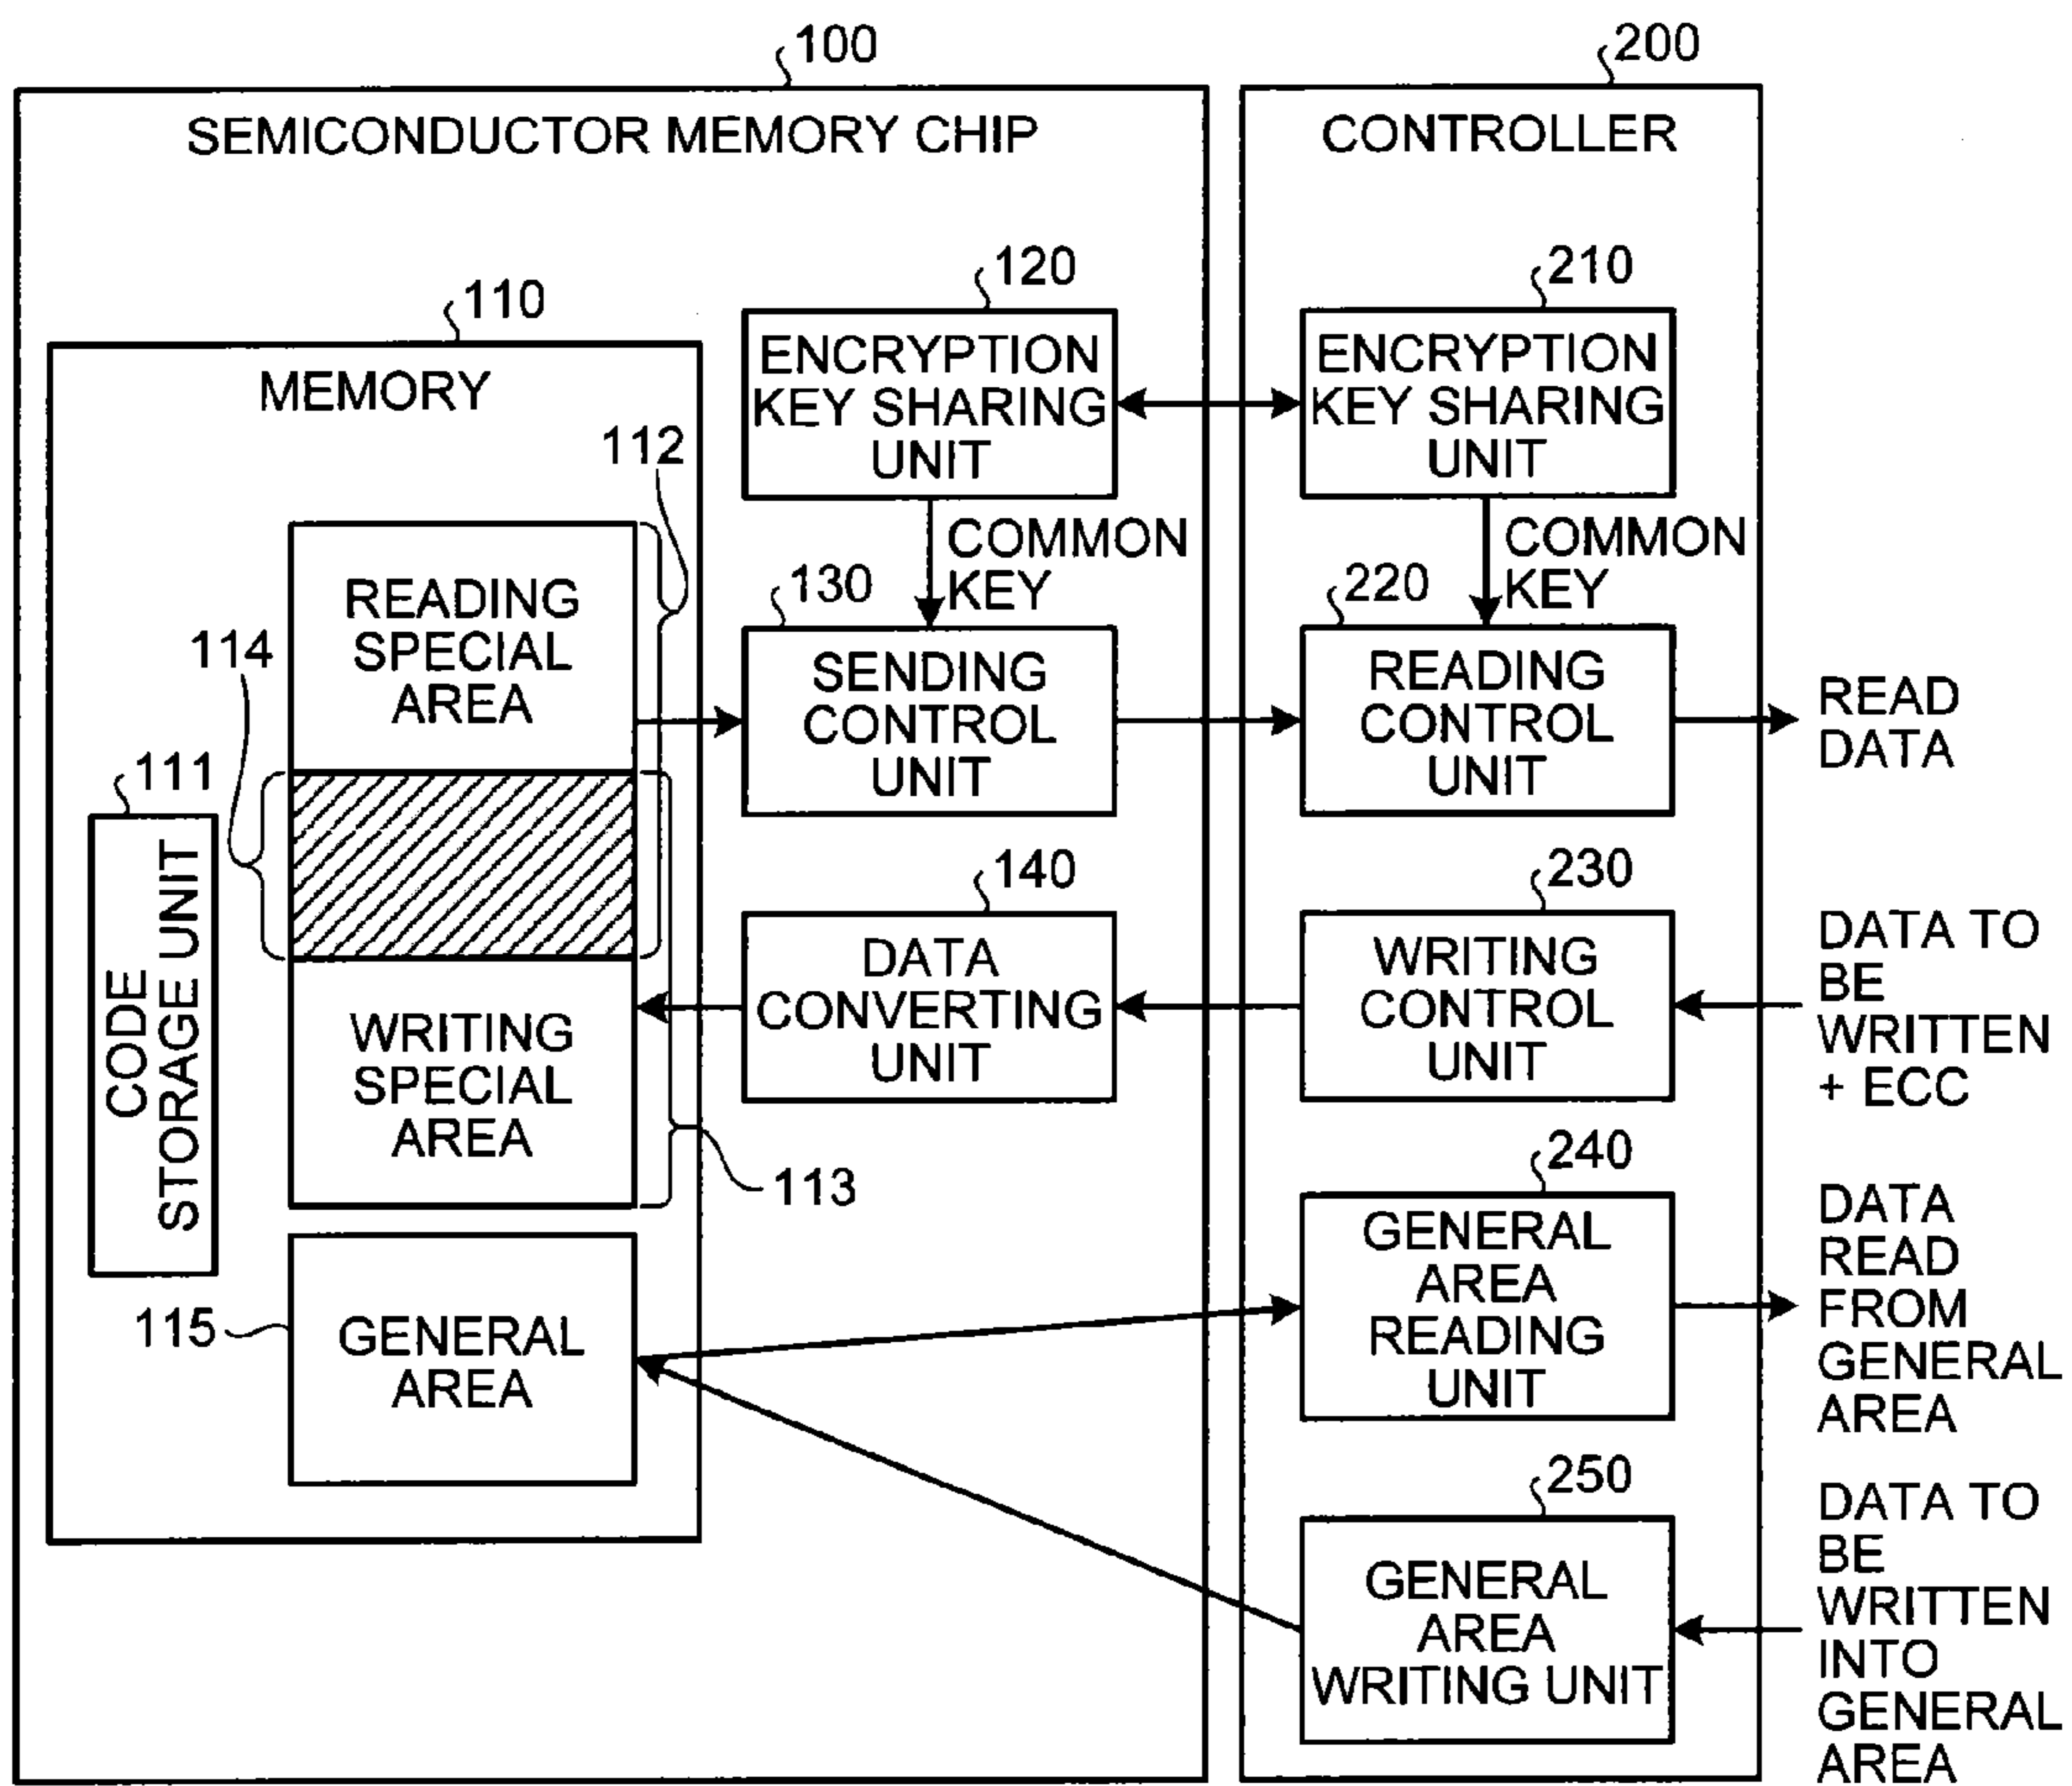 100
200
SEMICONDUCTOR MEMORY CHIP
CONTROLLER
110
MEMORY
112
120
ENCRYPTION
KEY SHARING
UNIT
210
ENCRYPTION
KEY SHARING
UNIT
COMMON
KEY
COMMON
KEY
READING
SPECIAL
AREA
114
111
CODE
STORAGE UNIT
130
SENDING
CONTROL
UNIT
220
READING
CONTROL
UNIT
READ
DATA
WRITING
SPECIAL
AREA
113
140
DATA
CONVERTING
UNIT
230
WRITING
CONTROL
UNIT
DATA TO
BE
WRITTEN
+ ECC
115
GENERAL
AREA
240
GENERAL
AREA
READING
UNIT
DATA
READ
FROM
GENERAL
AREA
250
GENERAL
AREA
WRITING UNIT
DATA TO
BE
WRITTEN
INTO
GENERAL
AREA